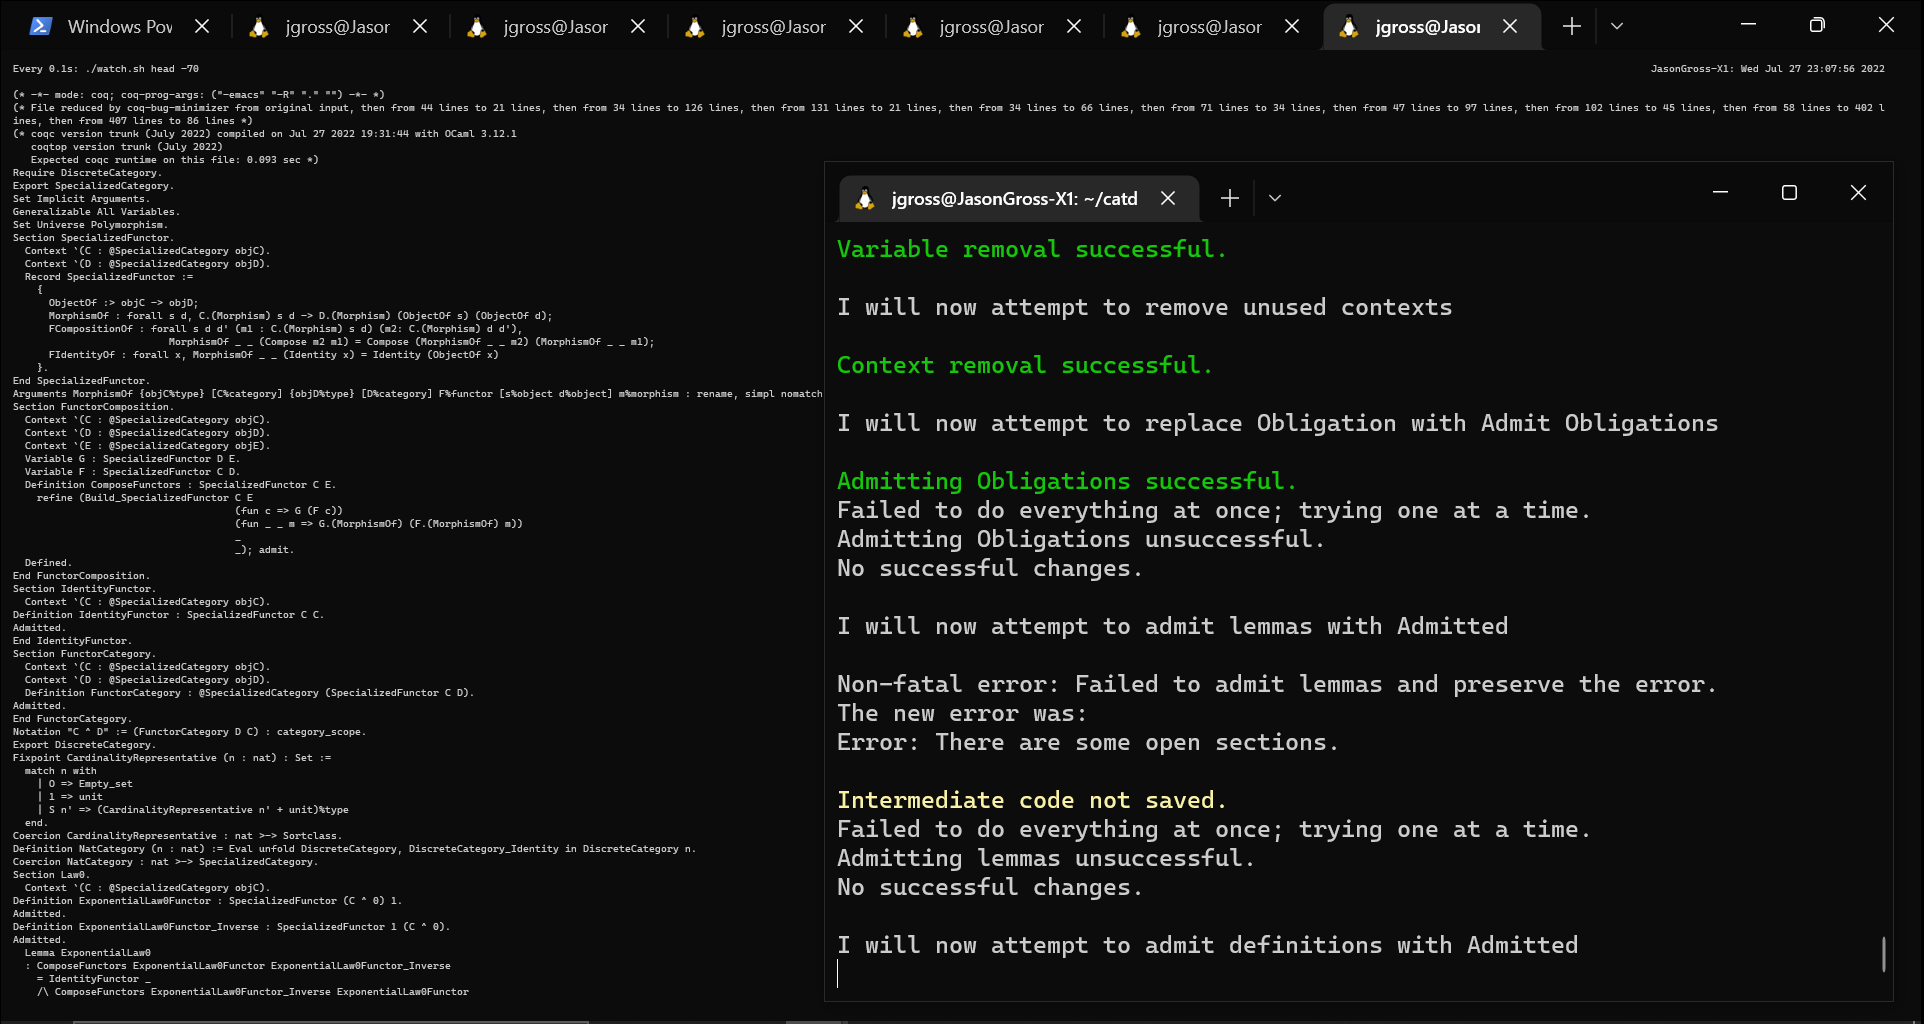 Windows Pow
jgross@Jasor
jgross@Jasor
jgross@Jasor
jgross@Jasor
jgross@Jasor
jgross@Jasor
Every 0.1s: ./watch.sh head -70
JasonGross-X1: Wed Jul 27 23:07:56 2022
(* -*- mode: coq; coq-prog-args: ("-emacs" "-R" "." "") -*- *)
(* File reduced by coq-bug-minimizer from original input, then from 44 lines to 21 lines, then from 34 lines to 126 lines, then from 131 lines to 21 lines, then from 34 lines to 66 lines, then from 71 lines to 34 lines, then from 47 lines to 97 lines, then from 102 lines to 45 lines, then from 58 lines to 402 l
ines, then from 407 lines to 86 lines *)
(* coqc version trunk (July 2022) compiled on Jul 27 2022 19:31:44 with OCaml 3.12.1
   coqtop version trunk (July 2022)
   Expected coqc runtime on this file: 0.093 sec *)
Require DiscreteCategory.
Export SpecializedCategory.
Set Implicit Arguments.
Generalizable All Variables.
Set Universe Polymorphism.
Section SpecializedFunctor.
  Context `(C : @SpecializedCategory objC).
  Context `(D : @SpecializedCategory objD).
  Record SpecializedFunctor :=
    {
      ObjectOf :> objC -> objD;
      MorphismOf : forall s d, C.(Morphism) s d -> D.(Morphism) (ObjectOf s) (ObjectOf d);
      FCompositionOf : forall s d d' (m1 : C.(Morphism) s d) (m2: C.(Morphism) d d'),
                          MorphismOf _ _ (Compose m2 m1) = Compose (MorphismOf _ _ m2) (MorphismOf _ _ m1);
      FIdentityOf : forall x, MorphismOf _ _ (Identity x) = Identity (ObjectOf x)
    }.
End SpecializedFunctor.
Arguments MorphismOf {objC%type} [C%category] {objD%type} [D%category] F%functor [s%object d%object] m%morphism : rename, simpl nomatch
Section FunctorComposition.
  Context `(C : @SpecializedCategory objC).
  Context `(D : @SpecializedCategory objD).
  Context `(E : @SpecializedCategory objE).
  Variable G : SpecializedFunctor D E.
  Variable F : SpecializedFunctor C D.
  Definition ComposeFunctors : SpecializedFunctor C E.
    refine (Build_SpecializedFunctor C E
                                     (fun c => G (F c))
                                     (fun _ _ m => G.(MorphismOf) (F.(MorphismOf) m))
                                     _
                                     _); admit.
  Defined.
End FunctorComposition.
Section IdentityFunctor.
  Context `(C : @SpecializedCategory objC).
Definition IdentityFunctor : SpecializedFunctor C C.
Admitted.
End IdentityFunctor.
Section FunctorCategory.
  Context `(C : @SpecializedCategory objC).
  Context `(D : @SpecializedCategory objD).
  Definition FunctorCategory : @SpecializedCategory (SpecializedFunctor C D).
Admitted.
End FunctorCategory.
Notation "C ^ D" := (FunctorCategory D C) : category_scope.
Export DiscreteCategory.
Fixpoint CardinalityRepresentative (n : nat) : Set :=
  match n with
    | O => Empty_set
    | 1 => unit
    | S n' => (CardinalityRepresentative n' + unit)%type
  end.
Coercion CardinalityRepresentative : nat >-> Sortclass.
Definition NatCategory (n : nat) := Eval unfold DiscreteCategory, DiscreteCategory_Identity in DiscreteCategory n.
Coercion NatCategory : nat >-> SpecializedCategory.
Section Law0.
  Context `(C : @SpecializedCategory objC).
Definition ExponentialLaw0Functor : SpecializedFunctor (C ^ 0) 1.
Admitted.
Definition ExponentialLaw0Functor_Inverse : SpecializedFunctor 1 (C ^ 0).
Admitted.
  Lemma ExponentialLaw0
  : ComposeFunctors ExponentialLaw0Functor ExponentialLaw0Functor_Inverse
    = IdentityFunctor _
    /\ ComposeFunctors ExponentialLaw0Functor_Inverse ExponentialLaw0Functor
jgross@JasonGross-X1: ~/catd
Variable removal successful.
I will now attempt to remove unused contexts
Context removal successful.
I will now attempt to replace Obligation with Admit Obligations
Admitting Obligations successful.
Failed to do everything at once; trying one at a time.
Admitting Obligations unsuccessful.
No successful changes.
I will now attempt to admit lemmas with Admitted
Non-fatal error: Failed to admit lemmas and preserve the error.
The new error was:
Error: There are some open sections.
Intermediate code not saved.
Failed to do everything at once; trying one at a time.
Admitting lemmas unsuccessful.
No successful changes.
I will now attempt to admit definitions with Admitted